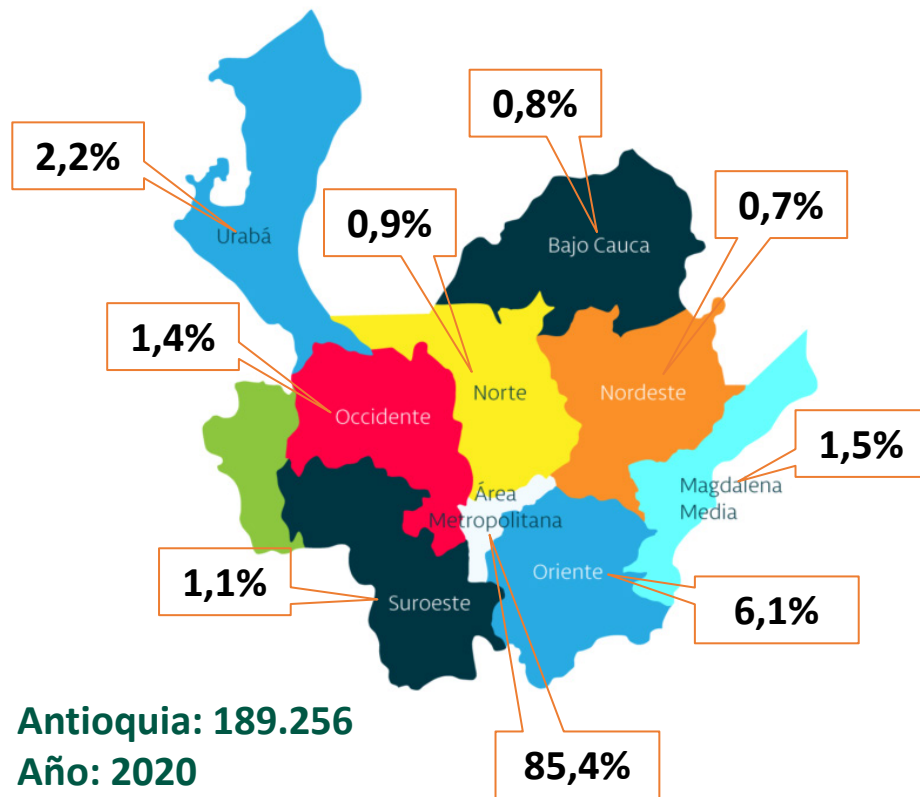 0,8%
2,2%
0,9%
0,7%
Urabá
Bajo Cauca
1,4%
Norte
Nordeste
Occidente
1,5%
Magdalena
Media
Área
Metropolitana
1,1%
Oriente
Suroeste
6,1%
Antioquia: 189.256
Año: 2020
85,4%